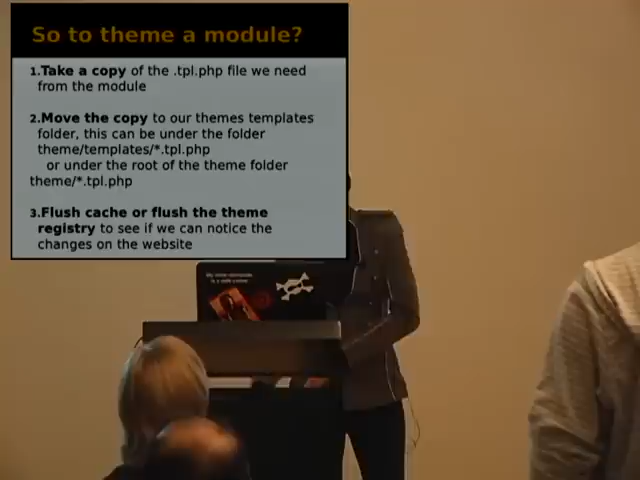 So to theme a module?
1.Take a copy of the .tpl.php file we need
from the module
2.Move the copy to our themes templates
folder, this can be under the folder
theme/templates/*.tpl.php
or under the root of the theme folder
theme/*.tpl.php
3.Flush cache or flush the theme
registry to see if we can notice the
changes on the website